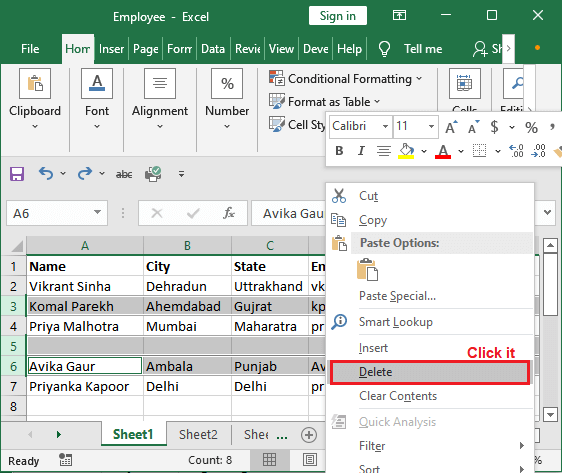 Employee - Excel
Sign in
File Hom Inser Page Form Data Revie View Deve Help Tell me Sh
Clipboard
Font
Alignment
Number
Conditional Formatting
Format as Table
Cell Sty
Cells
Editi
Calibri 11 A A $ % ,
B I A .00
A6 fx Avika Gaur
Cut
Copy
Paste Options:
Paste Special...
Smart Lookup
Insert
Click it
Delete
Clear Contents
Quick Analysis
Filter
Sort
A B C
1 Name City State En
2 Vikrant Sinha Dehradun Uttrakhand vk
3 Komal Parekh Ahemdabad Gujrat kp
4 Priya Malhotra Mumbai Maharatra pr
5
6 Avika Gaur Ambala Punjab Av
7 Priyanka Kapoor Delhi Delhi pr
8
Sheet1 Sheet2 Shee ...
Ready Count: 8 %